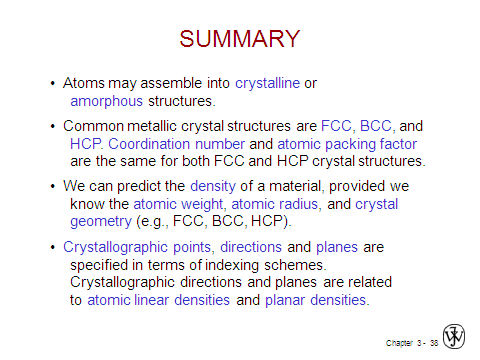 SUMMARY
• Atoms may assemble into crystalline or
amorphous structures.
• Common metallic crystal structures are FCC, BCC, and
HCP. Coordination number and atomic packing factor
are the same for both FCC and HCP crystal structures.
• We can predict the density of a material, provided we
know the atomic weight, atomic radius, and crystal
geometry (e.g., FCC, BCC, HCP).
• Crystallographic points, directions and planes are
specified in terms of indexing schemes.
Crystallographic directions and planes are related
to atomic linear densities and planar densities.
Chapter 3 - 38